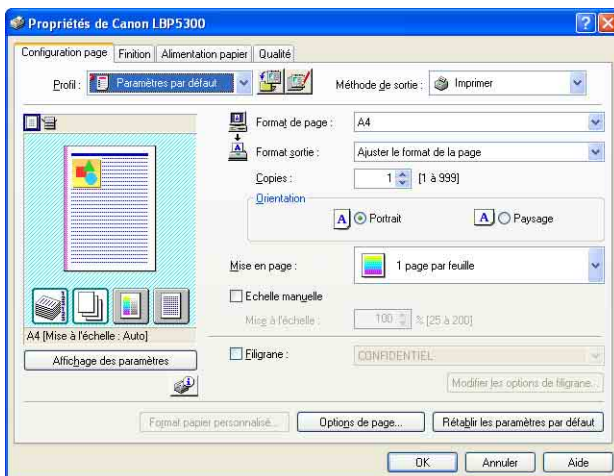 Propriétés de Canon LBP5300
Configuration page Finition Alimentation papier Qualité
Profil : Paramètres par défaut Méthode de sortie : Imprimer
Format de page : A4
Format sortie : Ajuster le format de la page
Copies : 1 [1 à 999]
Orientation
A Portrait A Paysage
Mise en page : 1 page par feuille
Echelle manuelle
Mise à l'échelle : 100 % [25 à 200]
A4 [Mise à l'échelle : Auto]
Affichage des paramètres
Filigrane : CONFIDENTIEL
Modifier les options de filigrane...
Format papier personnalisé... Options de page... Rétablir les paramètres par défaut
OK Annuler Aide